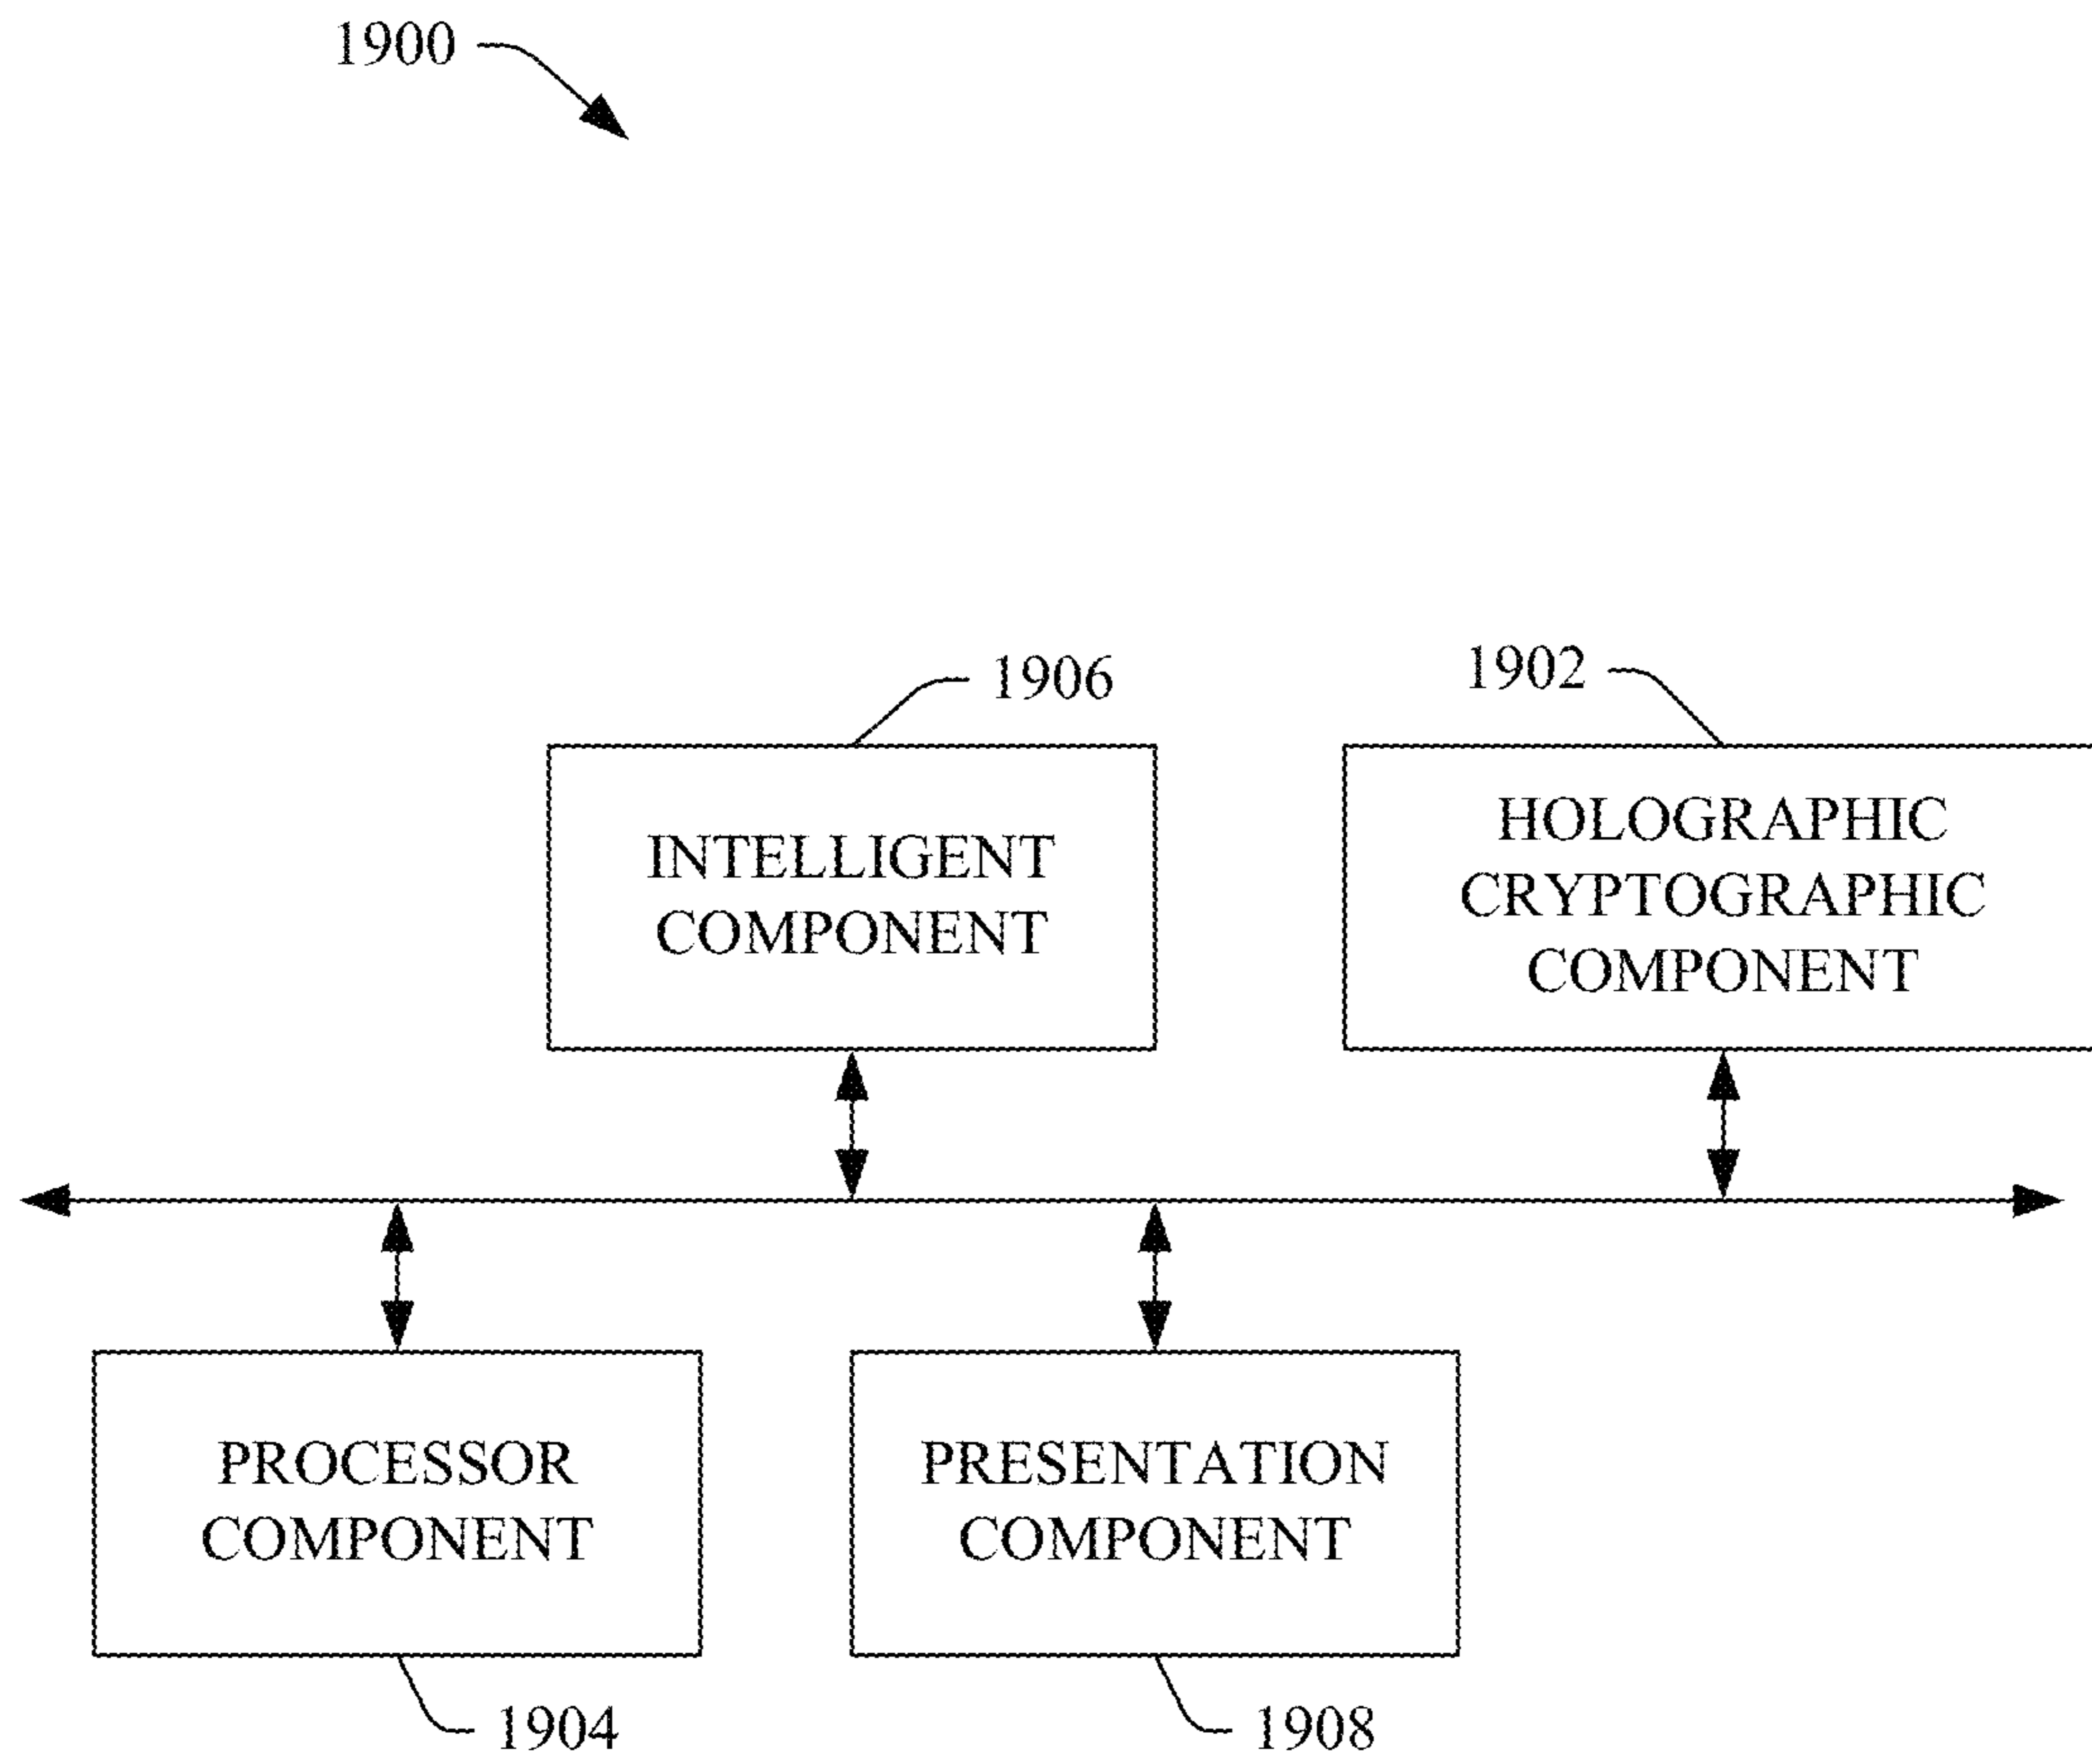 1900
1906
1902
INTELLIGENT
COMPONENT
HOLOGRAPHIC
CRYPTOGRAPHIC
COMPONENT
PROCESSOR
COMPONENT
PRESENTATION
COMPONENT
1904
1908